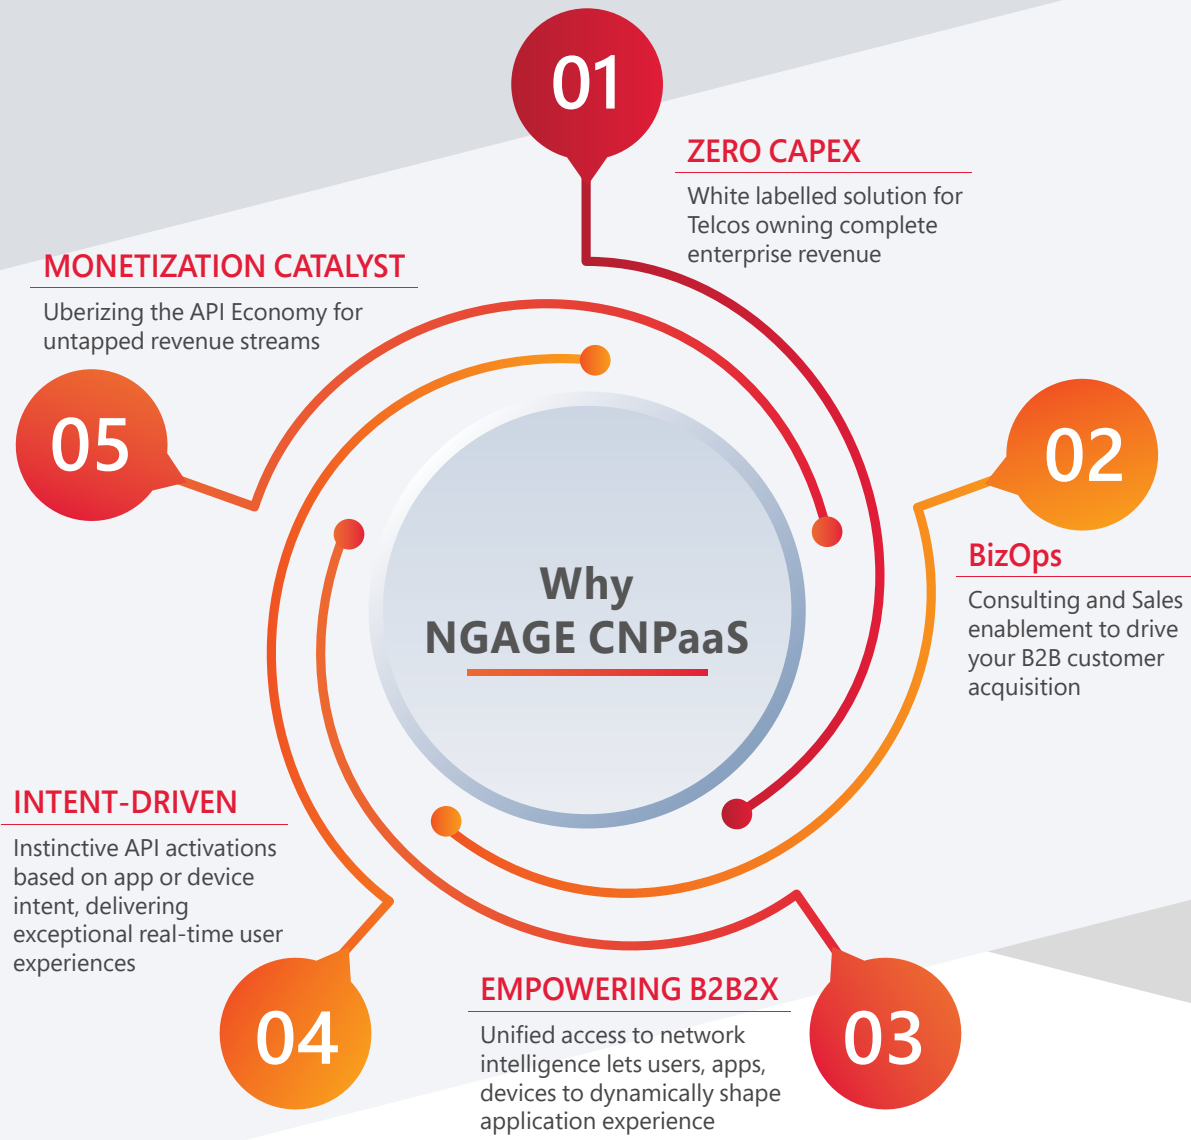 Why
NGAGE CNPaaS
01
ZERO CAPEX
White labelled solution for
Telcos owning complete
enterprise revenue
02
BizOps
Consulting and Sales
enablement to drive
your B2B customer
acquisition
03
EMPOWERING B2B2X
Unified access to network
intelligence lets users, apps,
devices to dynamically shape
application experience
04
INTENT-DRIVEN
Instinctive API activations
based on app or device
intent, delivering
exceptional real-time user
experiences
05
MONETIZATION CATALYST
Uberizing the API Economy for
untapped revenue streams